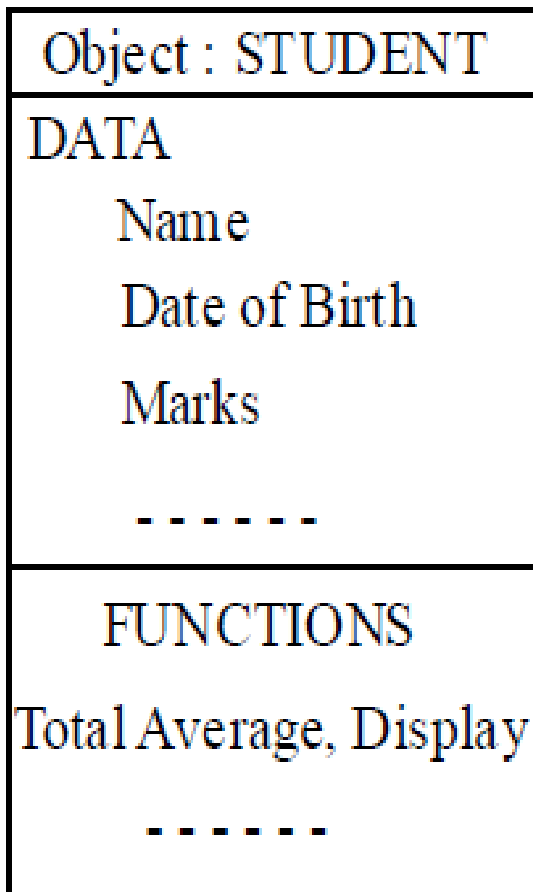 Object : STUDENT
DATA
Name
Date of Birth
Marks
- - - - - -
FUNCTIONS
Total Average, Display
- - - - - -